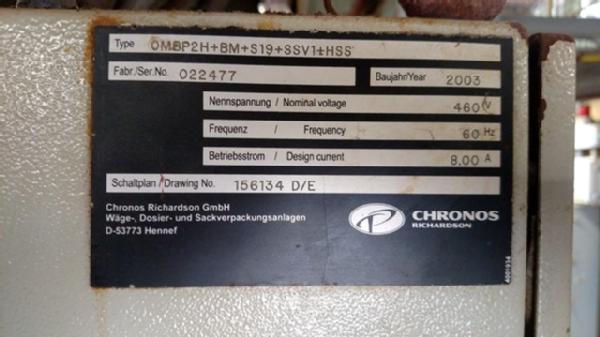 Type OMBP2H+BM+S19+SSV1+HSS
Fabr./Ser.No. 022477 Baujahr/Year 2003
Nennspannung / Nominal voltage 460 V
Frequenz / Frequency 60 Hz
Betriebsstrom / Design current 8.00 A
Schaltplan / Drawing No. 156134 D/E
Chronos Richardson GmbH
Wäge-, Dosier- und Sackverpackungsanlagen
D-53773 Hennef
CHRONOS
RICHARDSON